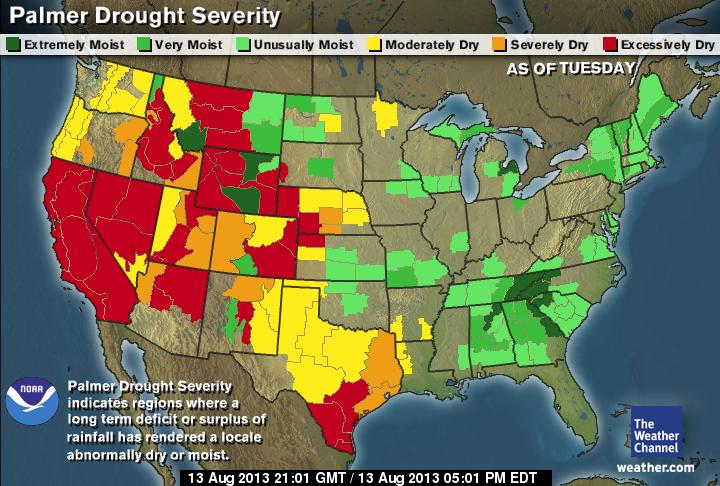 Palmer Drought Severity
Extremely Moist Very Moist Unusually Moist Moderately Dry Severely Dry Excessively Dry
AS OF TUESDAY
NOAA
Palmer Drought Severity
indicates regions where a
long term deficit or surplus of
rainfall has rendered a locale
abnormally dry or moist.
The
Weather
Channel
weather.com
13 Aug 2013 21:01 GMT / 13 Aug 2013 05:01 PM EDT